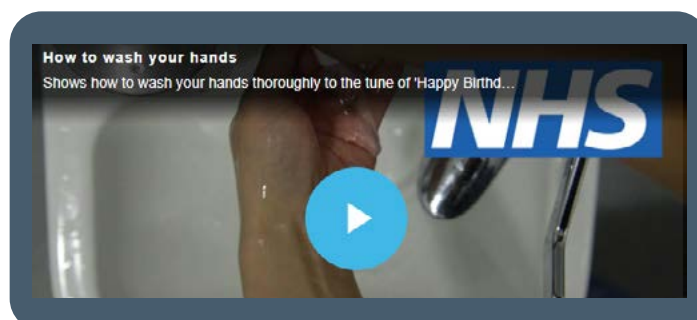 How to wash your hands
Shows how to wash your hands thoroughly to the tune of 'Happy Birthd...
NHS